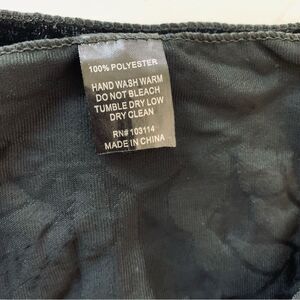 100% POLYESTER
HAND WASH WARM
DO NOT BLEACH
TUMBLE DRY LOW
DRY CLEAN
RN# 103114
MADE IN CHINA